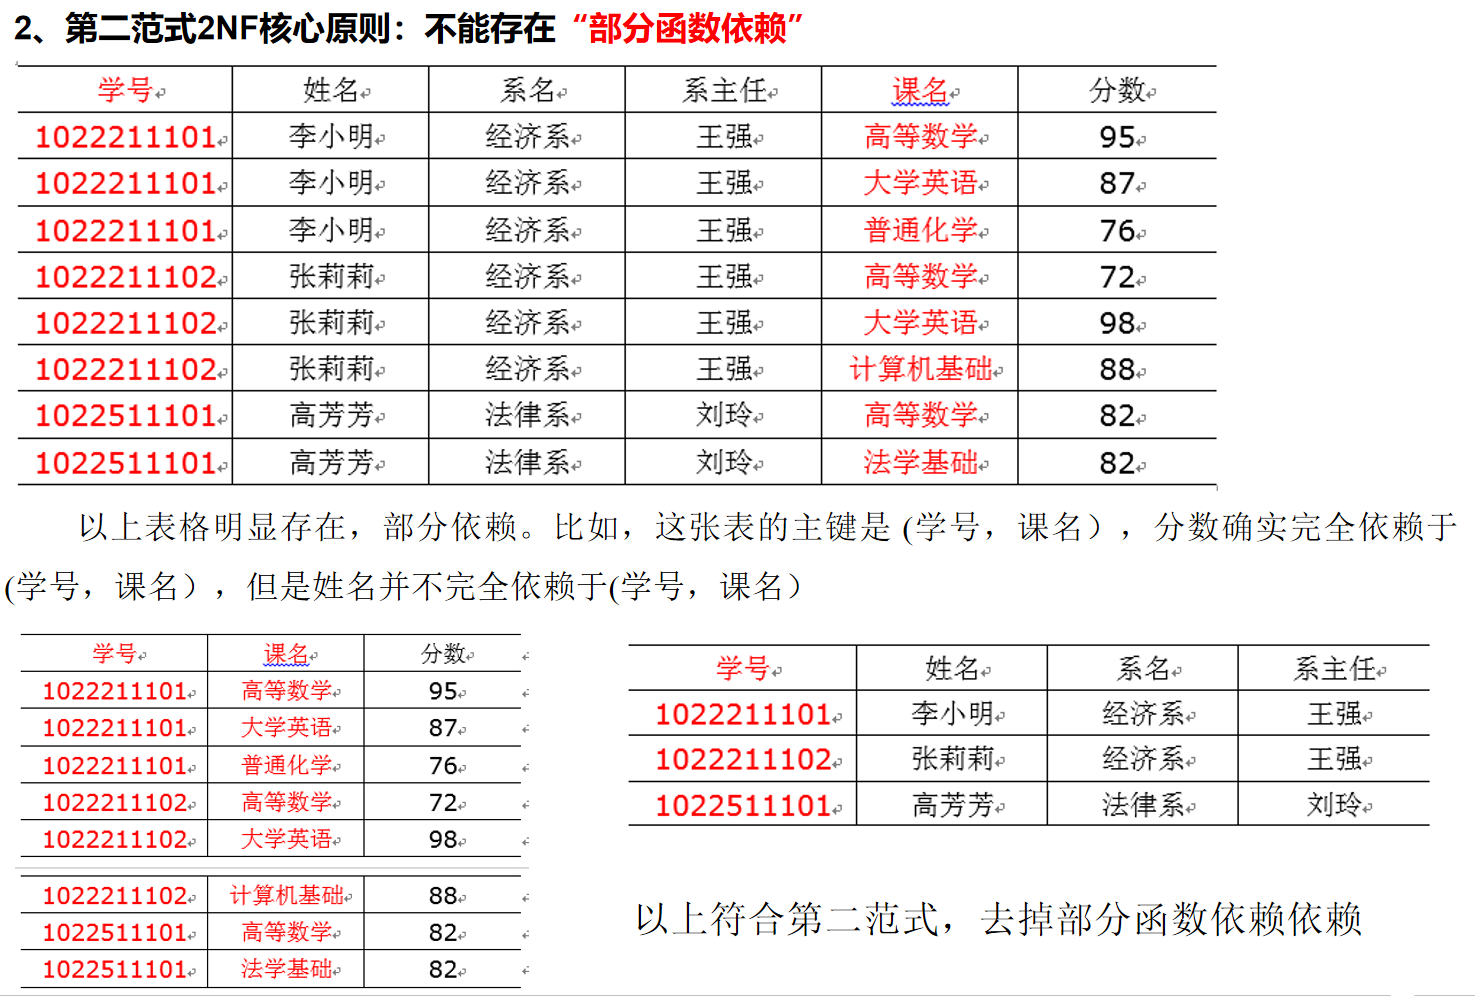 2、第二范式2NF核心原则：不能存在“部分函数依赖”
学号 姓名 系名 系主任 课名 分数
1022211101 李小明 经济系 王强 高等数学 95
1022211101 李小明 经济系 王强 大学英语 87
1022211101 李小明 经济系 王强 普通化学 76
1022211102 张莉莉 经济系 王强 高等数学 72
1022211102 张莉莉 经济系 王强 大学英语 98
1022211102 张莉莉 经济系 王强 计算机基础 88
1022511101 高芳芳 法律系 刘玲 高等数学 82
1022511101 高芳芳 法律系 刘玲 法学基础 82
以上表格明显存在，部分依赖。比如，这张表的主键是 (学号，课名），分数确实完全依赖于
(学号，课名），但是姓名并不完全依赖于(学号，课名）
学号 课名 分数
1022211101 高等数学 95
1022211101 大学英语 87
1022211101 普通化学 76
1022211102 高等数学 72
1022211102 大学英语 98
1022211102 计算机基础 88
1022511101 高等数学 82
1022511101 法学基础 82
学号 姓名 系名 系主任
1022211101 李小明 经济系 王强
1022211102 张莉莉 经济系 王强
1022511101 高芳芳 法律系 刘玲
以上符合第二范式，去掉部分函数依赖依赖